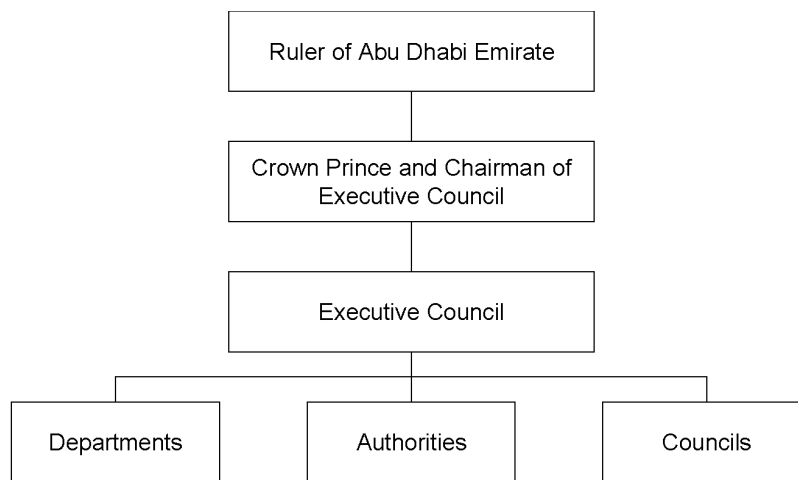 Ruler of Abu Dhabi Emirate
Crown Prince and Chairman of
Executive Council
Executive Council
Departments
Authorities
Councils